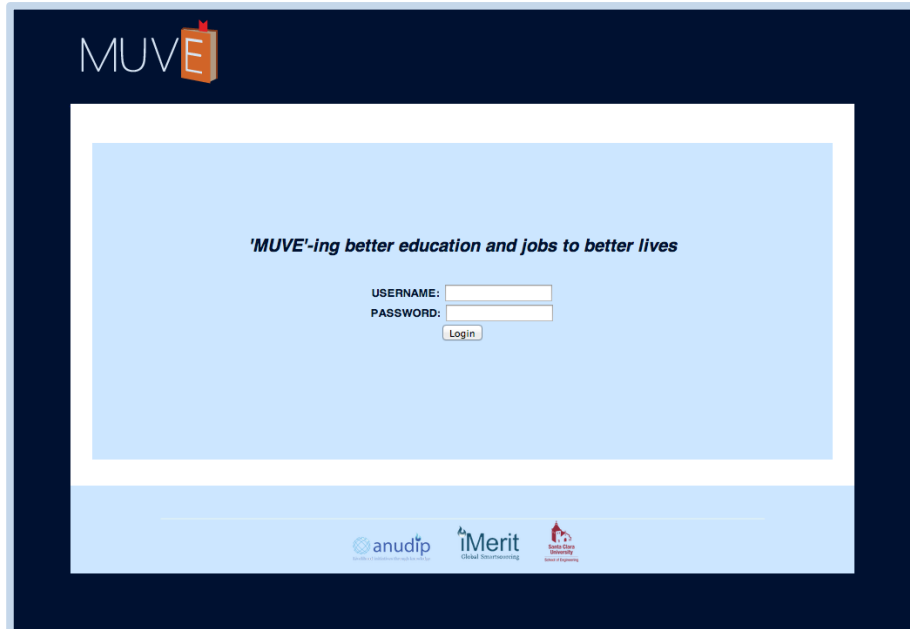 MUVE
'MUVE'-ing better education and jobs to better lives
USERNAME:
PASSWORD:
Login
anudip
iMerit
Global Smartsourcing
Santa Clara
University
School of Engineering